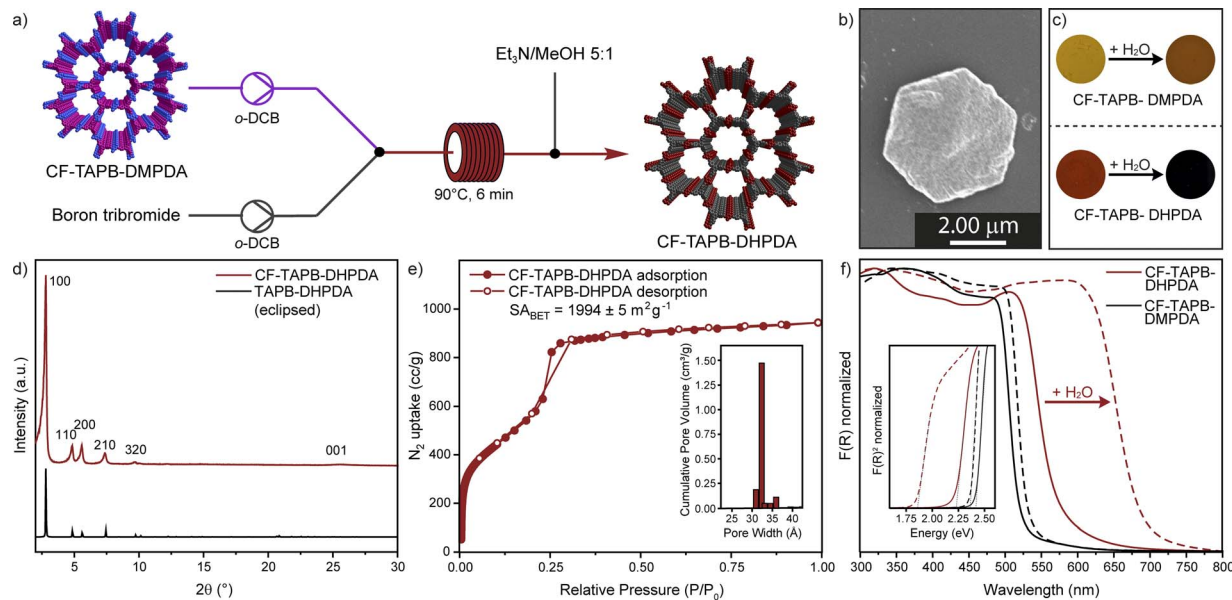 a)
CF-TAPB-DMPDA
o-DCB
Boron tribromide
o-DCB
90°C, 6 min
Et₃N/MeOH 5:1
CF-TAPB-DHPDA
b)
2.00 μm
c)
+ H₂O
CF-TAPB- DMPDA
+ H₂O
CF-TAPB- DHPDA
d)
CF-TAPB-DHPDA
TAPB-DHPDA
(eclipsed)
100
110
200
210
320
001
Intensity (a.u.)
5
10
15
20
25
30
2θ (°)
e)
CF-TAPB-DHPDA adsorption
CF-TAPB-DHPDA desorption
SA_BET = 1994 ± 5 m²g⁻¹
N₂ uptake (cc/g)
1000
800
600
400
200
0
0.00
0.25
0.50
0.75
1.00
Relative Pressure (P/P₀)
Cumulative Pore Volume (cm³/g)
1.50
1.25
1.00
0.75
0.50
0.25
0.00
25
30
35
40
Pore Width (Å)
f)
CF-TAPB-
DHPDA
CF-TAPB-
DMPDA
+ H₂O
F(R) normalized
F(R)² normalized
1.75
2.00
2.25
2.50
Energy (eV)
300
400
450
500
550
600
650
700
750
800
Wavelength (nm)